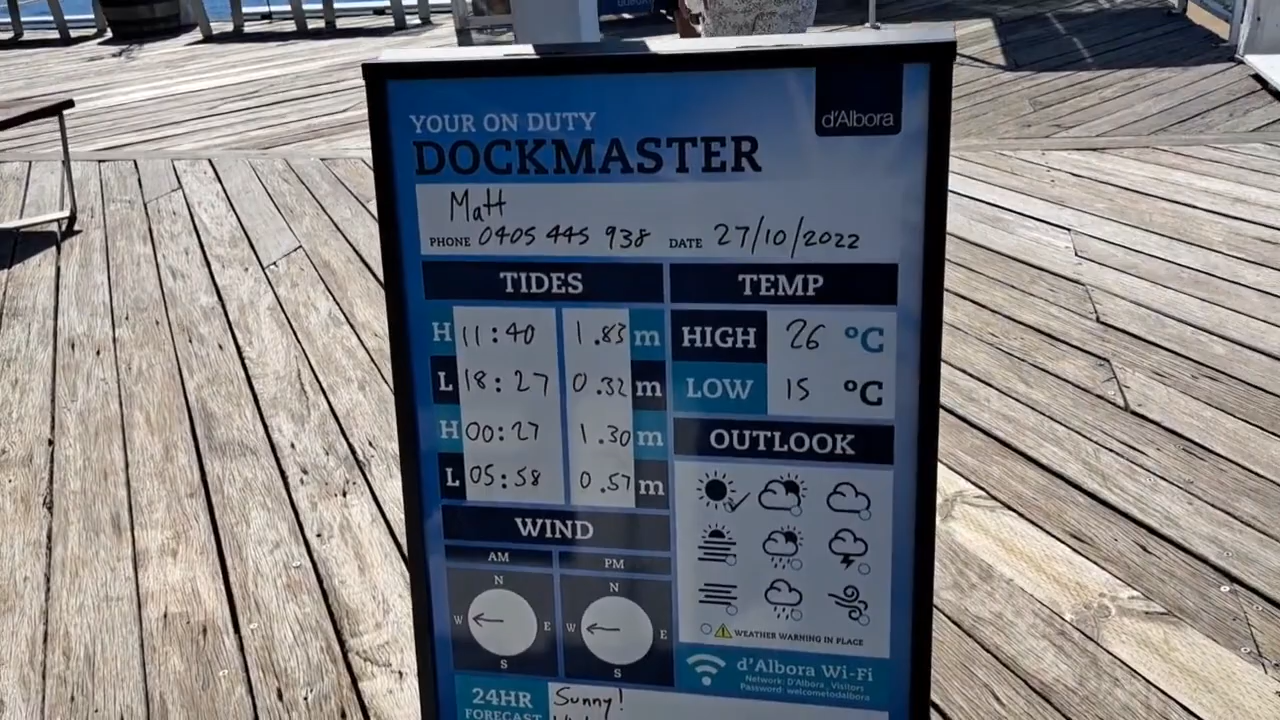 d'Albora
YOUR ON DUTY
DOCKMASTER
Matt
PHONE 0405 445 938 DATE 27/10/2022
TIDES
H 11:40 1.83 m
L 18:27 0.32 m
H 00:27 1.30 m
L 05:58 0.57 m
TEMP
HIGH 26 °C
LOW 15 °C
OUTLOOK
WEATHER WARNING IN PLACE
WIND
AM
N
W E
S
PM
N
W E
S
d'Albora Wi-Fi
Network: D'Albora_Visitors
Password: welcometodalbora
24HR
FORECAST
Sunny!